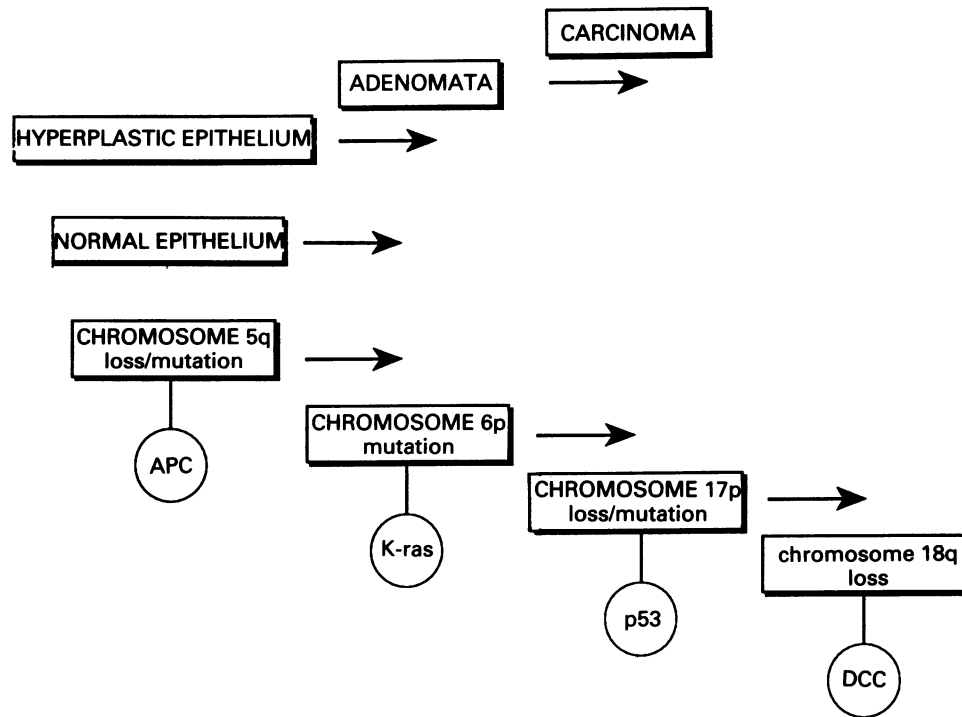 CARCINOMA
ADENOMATA
HYPERPLASTIC EPITHELIUM
NORMAL EPITHELIUM
CHROMOSOME 5q
loss/mutation
APC
CHROMOSOME 6p
mutation
K-ras
CHROMOSOME 17p
loss/mutation
p53
chromosome 18q
loss
DCC